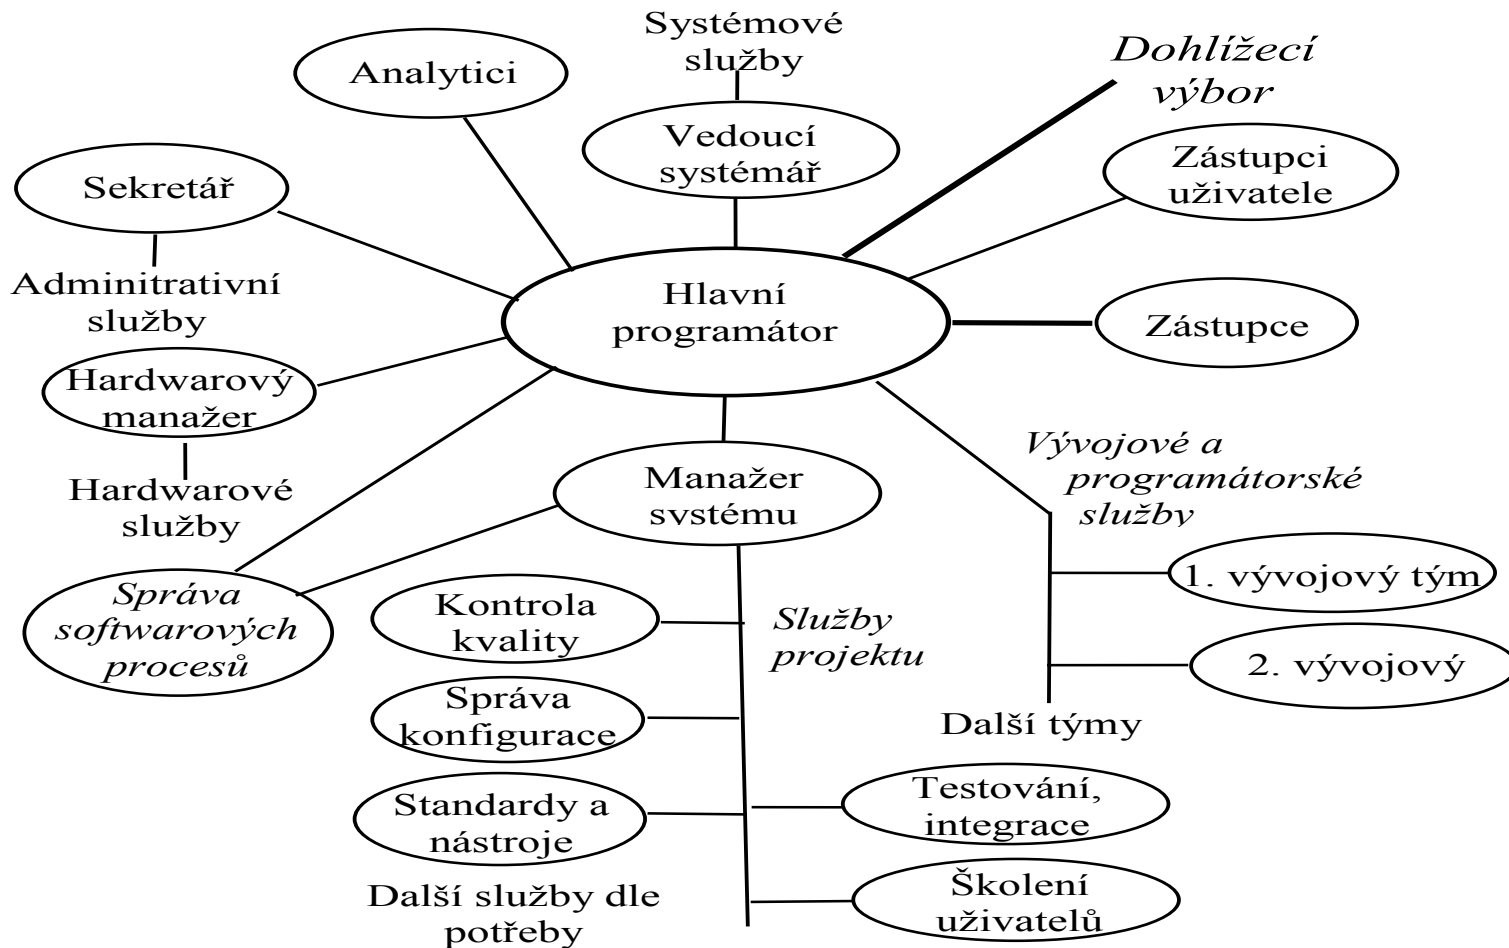 Systémové
služby
Dohlížecí
výbor
Analytici
Vedoucí
systémář
Zástupci
uživatele
Sekretář
Adminitrativní
služby
Hlavní
programátor
Zástupce
Hardwarový
manažer
Hardwarové
služby
Manažer
svstému
Vývojové a
programátorské
služby
1. vývojový tým
2. vývojový
Další týmy
Správa
softwarových
procesů
Kontrola
kvality
Služby
projektu
Správa
konfigurace
Standardy a
nástroje
Testování,
integrace
Další služby dle
potřeby
Školení
uživatelů